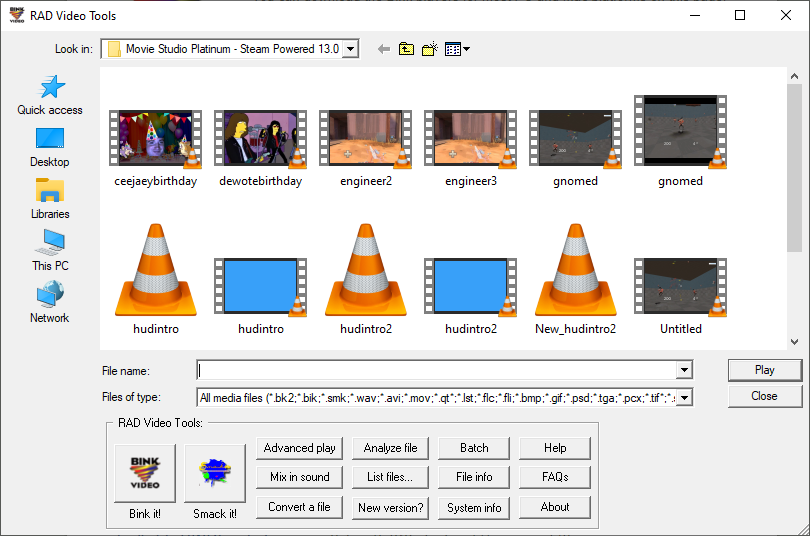 RAD Video Tools
Look in: Movie Studio Platinum - Steam Powered 13.0
Quick access
Desktop
Libraries
This PC
Network
ceejaeybirthday dewotebirthday engineer2 engineer3 gnomed gnomed
hudintro hudintro hudintro2 hudintro2 New_hudintro2 Untitled
File name: Play
Files of type: All media files (*.bk2;*.bik;*.smk;*.wav;*.avi;*.mov;*.qt*;*.lst;*.flc;*.fli;*.bmp;*.gif;*.psd;*.tga;*.pcx;*.tif*;*. Close
RAD Video Tools:
BINK VIDEO
Bink it! Smack it!
Advanced play Analyze file Batch Help
Mix in sound List files... File info FAQs
Convert a file New version? System info About